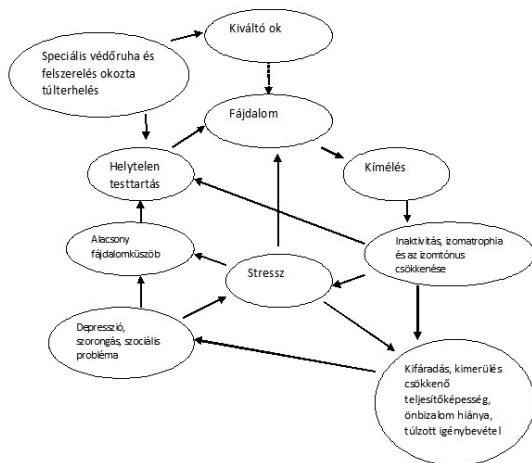 Kiváltó ok
Speciális védőruha és
felszerelés okozta
túlterhelés
Fájdalom
Helytelen
testtartás
Kímélés
Alacsony
fájdalomküszöb
Stressz
Inaktivitás, izomatrophia
és az izomtónus
csökkenése
Depresszió,
szorongás, szociális
probléma
Kifáradás, kimerülés
csökkenő
teljesítőképesség,
önbizalom hiánya,
túlzott igénybevétel